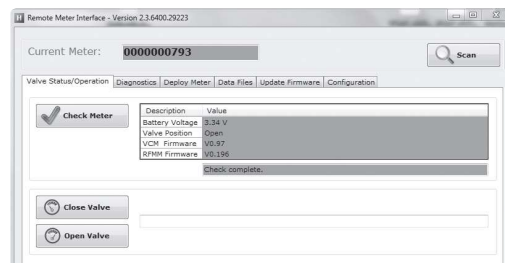 Remote Meter Interface - Version 2.3.6400.29223
Current Meter: 0000000793
Scan
Valve Status/Operation Diagnostics Deploy Meter Data Files Update Firmware Configuration
Check Meter
Description Value
Battery Voltage 3.34 V
Valve Position Open
VCM Firmware V0.97
RFMM Firmware V0.196
Check complete.
Close Valve
Open Valve